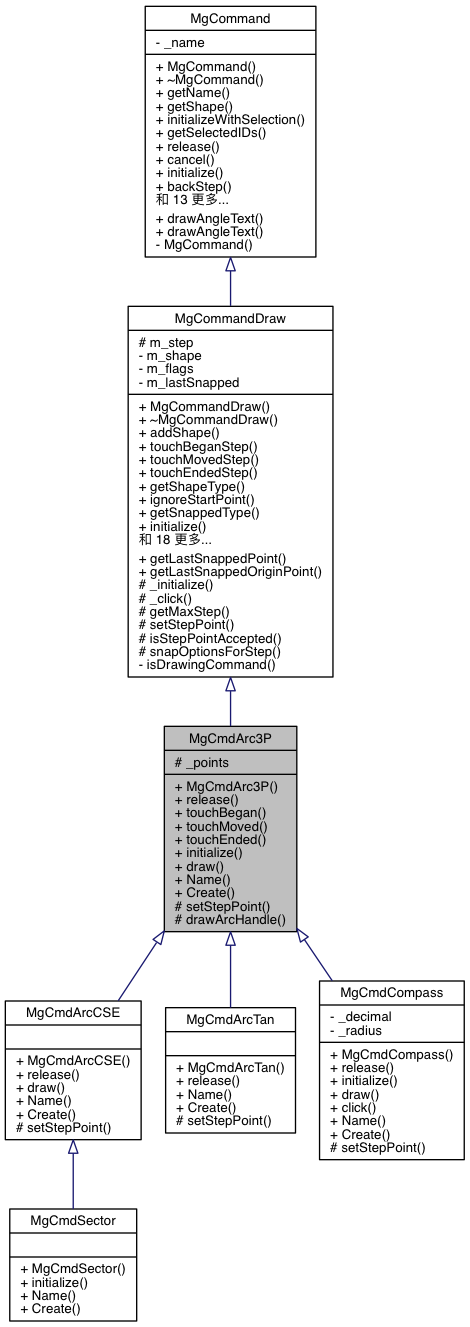 MgCommand
- _name
+ MgCommand()
+ ~MgCommand()
+ getName()
+ getShape()
+ initializeWithSelection()
+ getSelectedIDs()
+ release()
+ cancel()
+ initialize()
+ backStep()
和 13 更多...
+ drawAngleText()
+ drawAngleText()
- MgCommand()
MgCommandDraw
# m_step
- m_shape
- m_flags
- m_lastSnapped
+ MgCommandDraw()
+ ~MgCommandDraw()
+ addShape()
+ touchBeganStep()
+ touchMovedStep()
+ touchEndedStep()
+ getShapeType()
+ ignoreStartPoint()
+ getSnappedType()
+ initialize()
和 18 更多...
+ getLastSnappedPoint()
+ getLastSnappedOriginPoint()
# _initialize()
# _click()
# getMaxStep()
# setStepPoint()
# isStepPointAccepted()
# snapOptionsForStep()
- isDrawingCommand()
MgCmdArc3P
# _points
+ MgCmdArc3P()
+ release()
+ touchBegan()
+ touchMoved()
+ touchEnded()
+ initialize()
+ draw()
+ Name()
+ Create()
# setStepPoint()
# drawArcHandle()
MgCmdArcCSE
+ MgCmdArcCSE()
+ release()
+ draw()
+ Name()
+ Create()
# setStepPoint()
MgCmdArcTan
+ MgCmdArcTan()
+ release()
+ Name()
+ Create()
# setStepPoint()
MgCmdCompass
- _decimal
- _radius
+ MgCmdCompass()
+ release()
+ initialize()
+ draw()
+ click()
+ Name()
+ Create()
# setStepPoint()
MgCmdSector
+ MgCmdSector()
+ initialize()
+ Name()
+ Create()